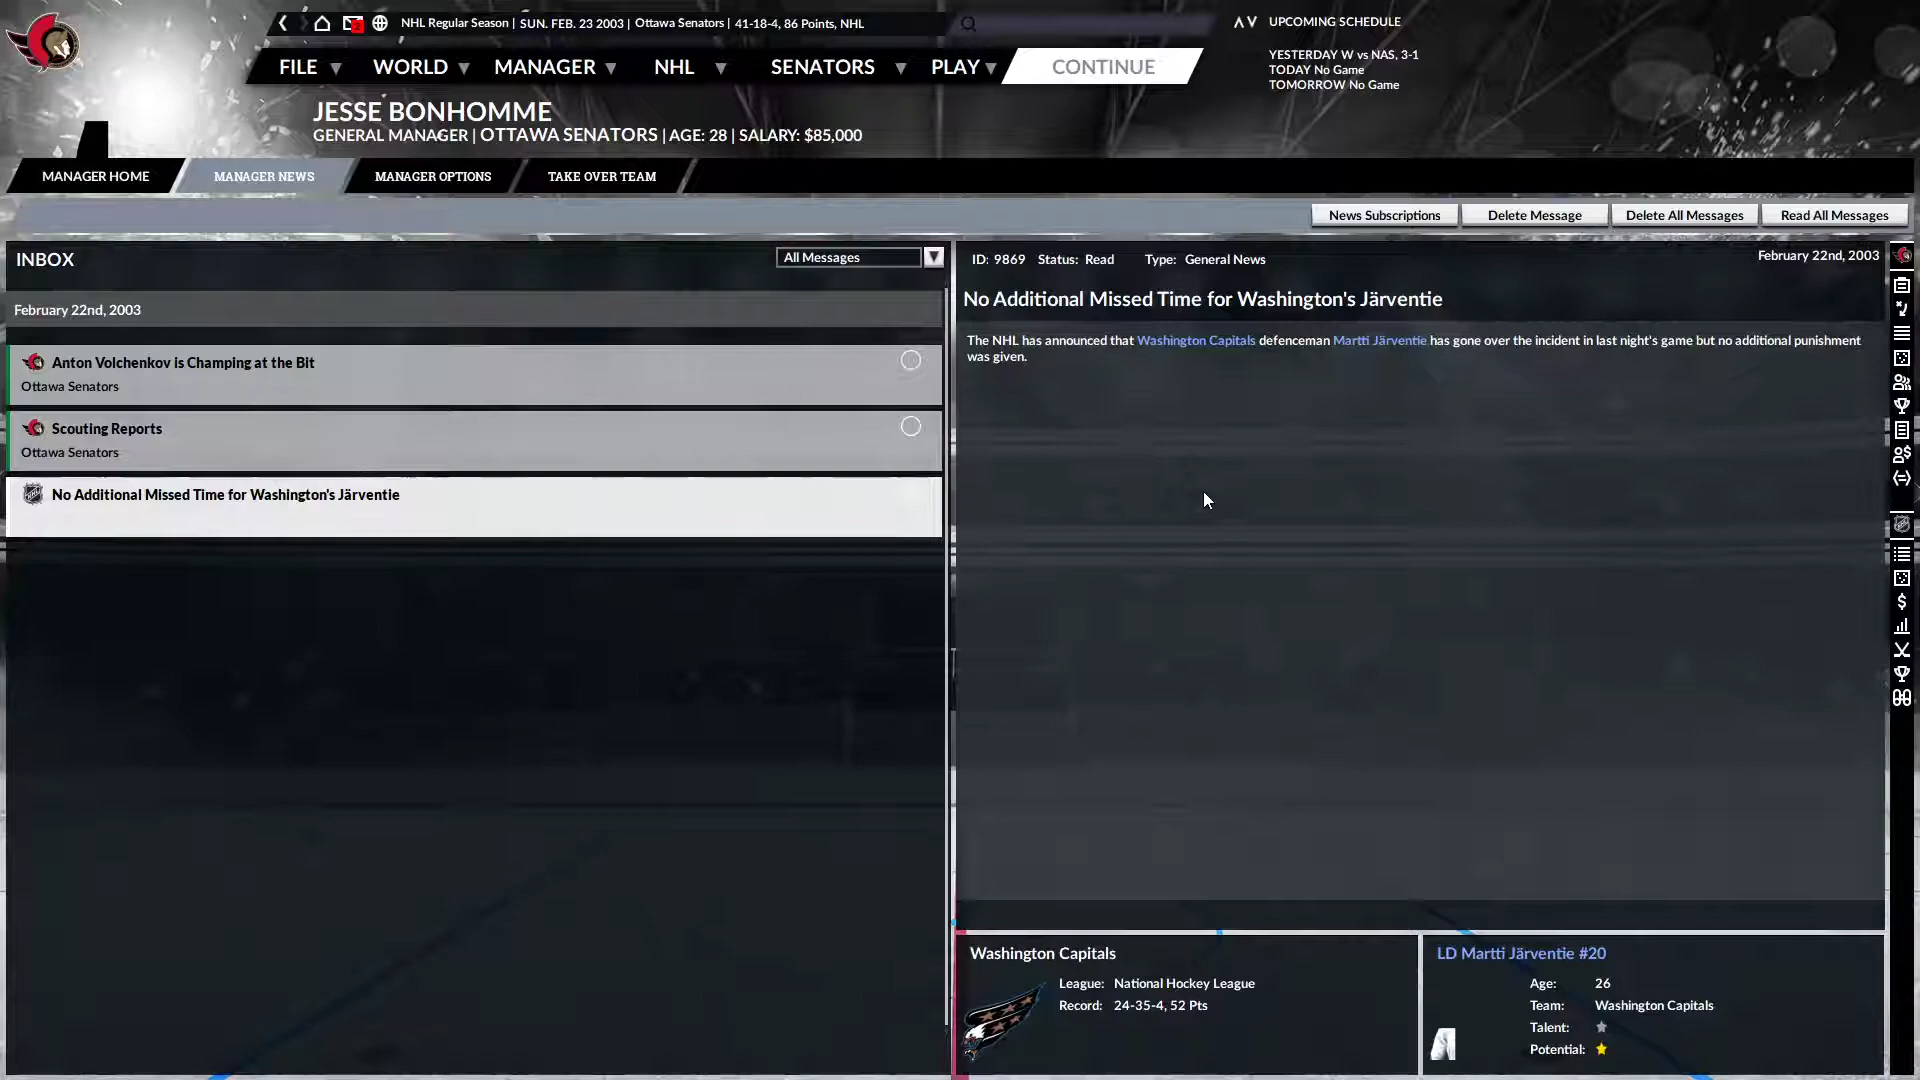 NHL Regular Season | SUN. FEB. 23 2003 | Ottawa Senators | 41-18-4, 86 Points, NHL
UPCOMING SCHEDULE
YESTERDAY W vs NAS, 3-1
TODAY No Game
TOMORROW No Game
FILE WORLD MANAGER NHL SENATORS PLAY CONTINUE
JESSE BONHOMME
GENERAL MANAGER | OTTAWA SENATORS | AGE: 28 | SALARY: $85,000
MANAGER HOME MANAGER NEWS MANAGER OPTIONS TAKE OVER TEAM
News Subscriptions Delete Message Delete All Messages Read All Messages
INBOX
All Messages
February 22nd, 2003
Anton Volchenkov is Champing at the Bit
Ottawa Senators
Scouting Reports
Ottawa Senators
No Additional Missed Time for Washington's Järventie
ID: 9869 Status: Read Type: General News
February 22nd, 2003
No Additional Missed Time for Washington's Järventie
The NHL has announced that Washington Capitals defenceman Martti Järventie has gone over the incident in last night's game but no additional punishment
was given.
Washington Capitals
League: National Hockey League
Record: 24-35-4, 52 Pts
LD Martti Järventie #20
Age: 26
Team: Washington Capitals
Talent:
Potential: